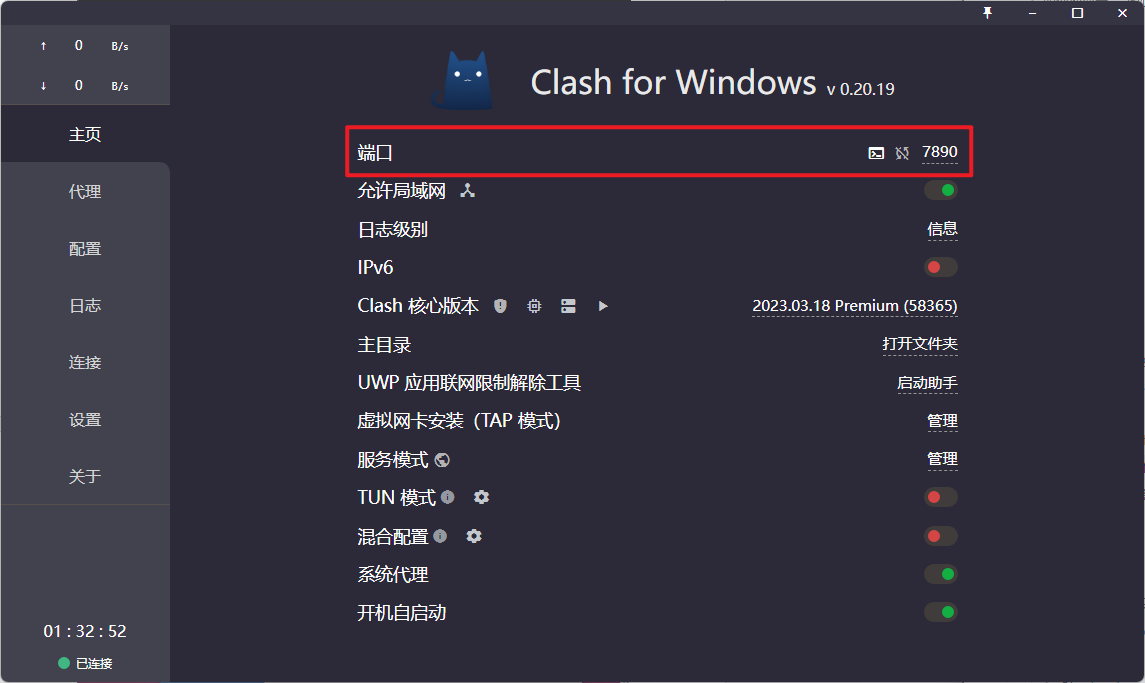 ↑ 0 B/s
↓ 0 B/s
主页
代理
配置
日志
连接
设置
关于
01 : 32 : 52
已连接
Clash for Windows v 0.20.19
端口 7890
允许局域网
日志级别 信息
IPv6
Clash 核心版本 2023.03.18 Premium (58365)
主目录 打开文件夹
UWP 应用联网限制解除工具 启动助手
虚拟网卡安装（TAP 模式） 管理
服务模式 管理
TUN 模式
混合配置
系统代理
开机自启动